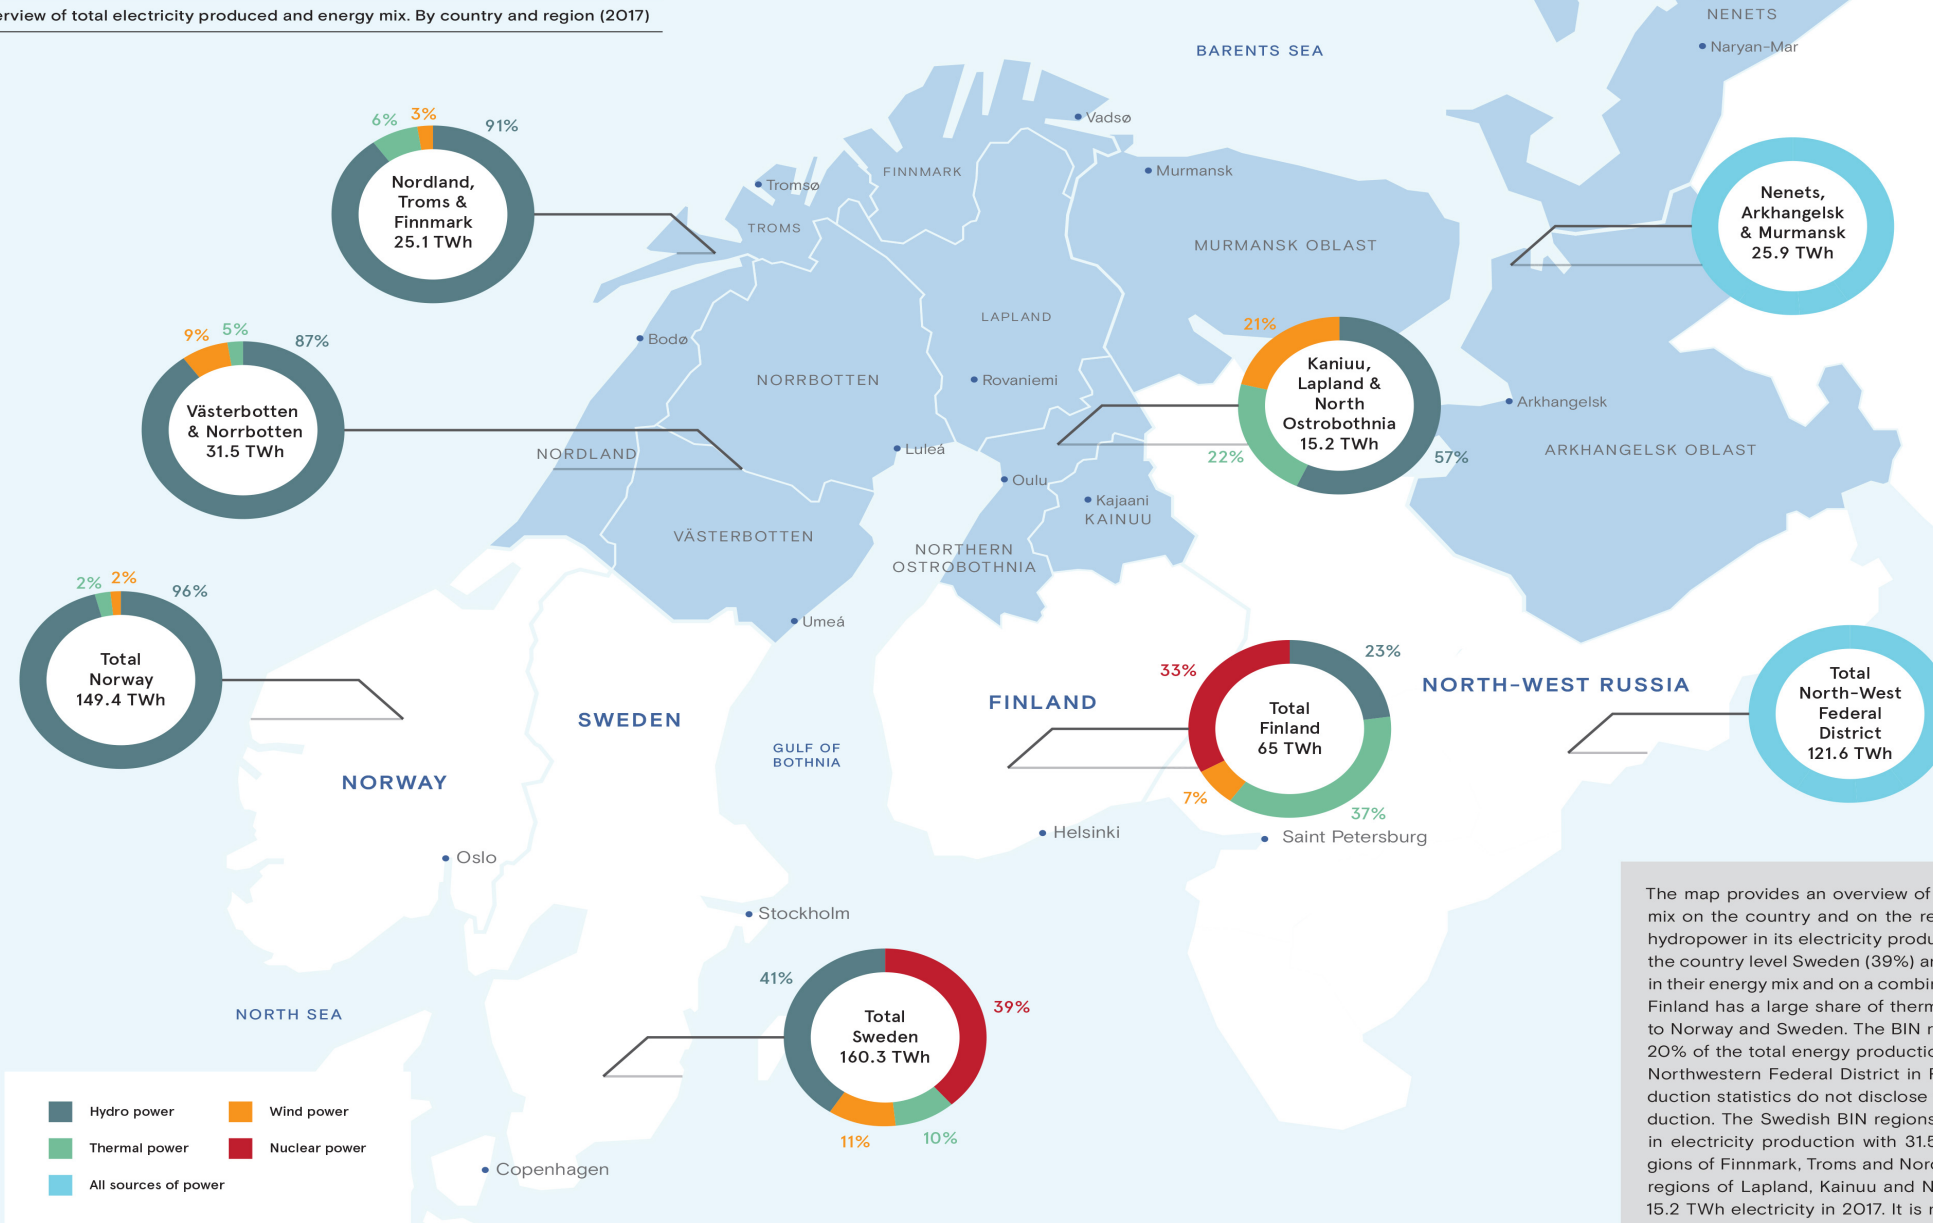 erview of total electricity produced and energy mix. By country and region (2017)
NENETS
Naryan-Mar
BARENTS SEA
6%
3%
91%
Nordland,
Troms &
Finnmark
25.1 TWh
Vadsø
FINNMARK
Murmansk
Tromsø
TROMS
MURMANSK OBLAST
Nenets,
Arkhangelsk
& Murmansk
25.9 TWh
9%
5%
87%
Västerbotten
& Norrbotten
31.5 TWh
Bodø
LAPLAND
NORRBOTTEN
Rovaniemi
21%
Kaniuu,
Lapland &
North
Ostrobothnia
15.2 TWh
22%
57%
Arkhangelsk
ARKHANGELSK OBLAST
NORDLAND
Luleá
Oulu
Kajaani
KAINUU
VÄSTERBOTTEN
NORTHERN
OSTROBOTHNIA
Umeá
2%
2%
96%
Total
Norway
149.4 TWh
SWEDEN
NORWAY
GULF OF
BOTHNIA
FINLAND
33%
23%
Total
Finland
65 TWh
7%
37%
NORTH-WEST RUSSIA
Total
North-West
Federal
District
121.6 TWh
Helsinki
Saint Petersburg
Oslo
Stockholm
41%
39%
Total
Sweden
160.3 TWh
11%
10%
NORTH SEA
Copenhagen
Hydro power
Wind power
Thermal power
Nuclear power
All sources of power
The map provides an overview of
mix on the country and on the re
hydropower in its electricity produ
the country level Sweden (39%) ar
in their energy mix and on a combin
Finland has a large share of therm
to Norway and Sweden. The BIN r
20% of the total energy productio
Northwestern Federal District in F
duction statistics do not disclose
duction. The Swedish BIN regions
in electricity production with 31.5
gions of Finnmark, Troms and Nord
regions of Lapland, Kainuu and N
15.2 TWh electricity in 2017. It is r